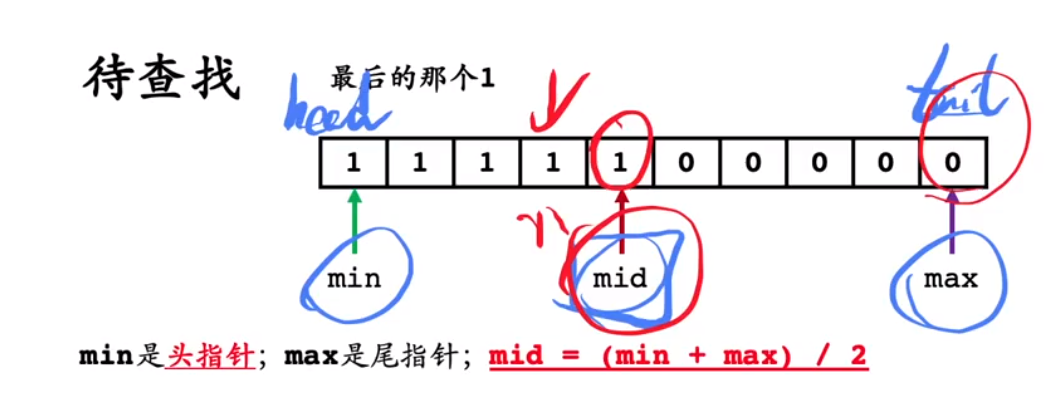 待查找
最后的那个1
head
1 1 1 1 1 0 0 0 0 0
min mid max
min是头指针；max是尾指针；mid = (min + max) / 2